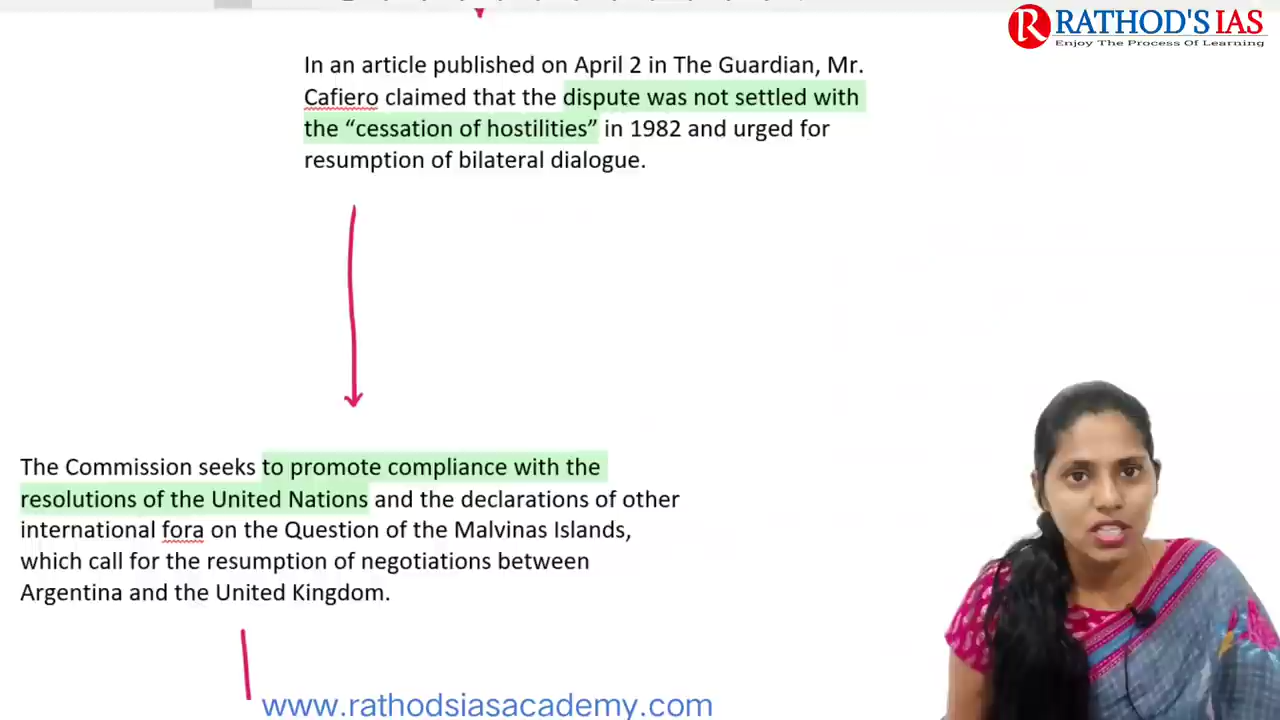 RATHOD'S IAS
Enjoy The Process Of Learning
In an article published on April 2 in The Guardian, Mr.
Cafiero claimed that the dispute was not settled with
the “cessation of hostilities” in 1982 and urged for
resumption of bilateral dialogue.
The Commission seeks to promote compliance with the
resolutions of the United Nations and the declarations of other
international fora on the Question of the Malvinas Islands,
which call for the resumption of negotiations between
Argentina and the United Kingdom.
www.rathodsiasacademy.com